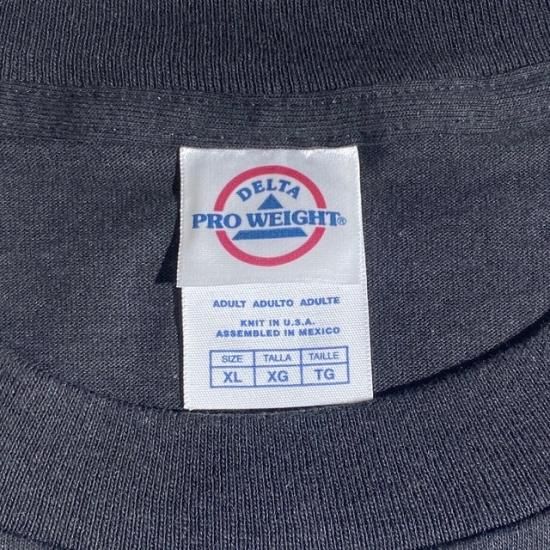 DELTA
PRO WEIGHT®
ADULT ADULTO ADULTE
KNIT IN U.S.A.
ASSEMBLED IN MEXICO
SIZE TALLA TAILLE
XL XG TG